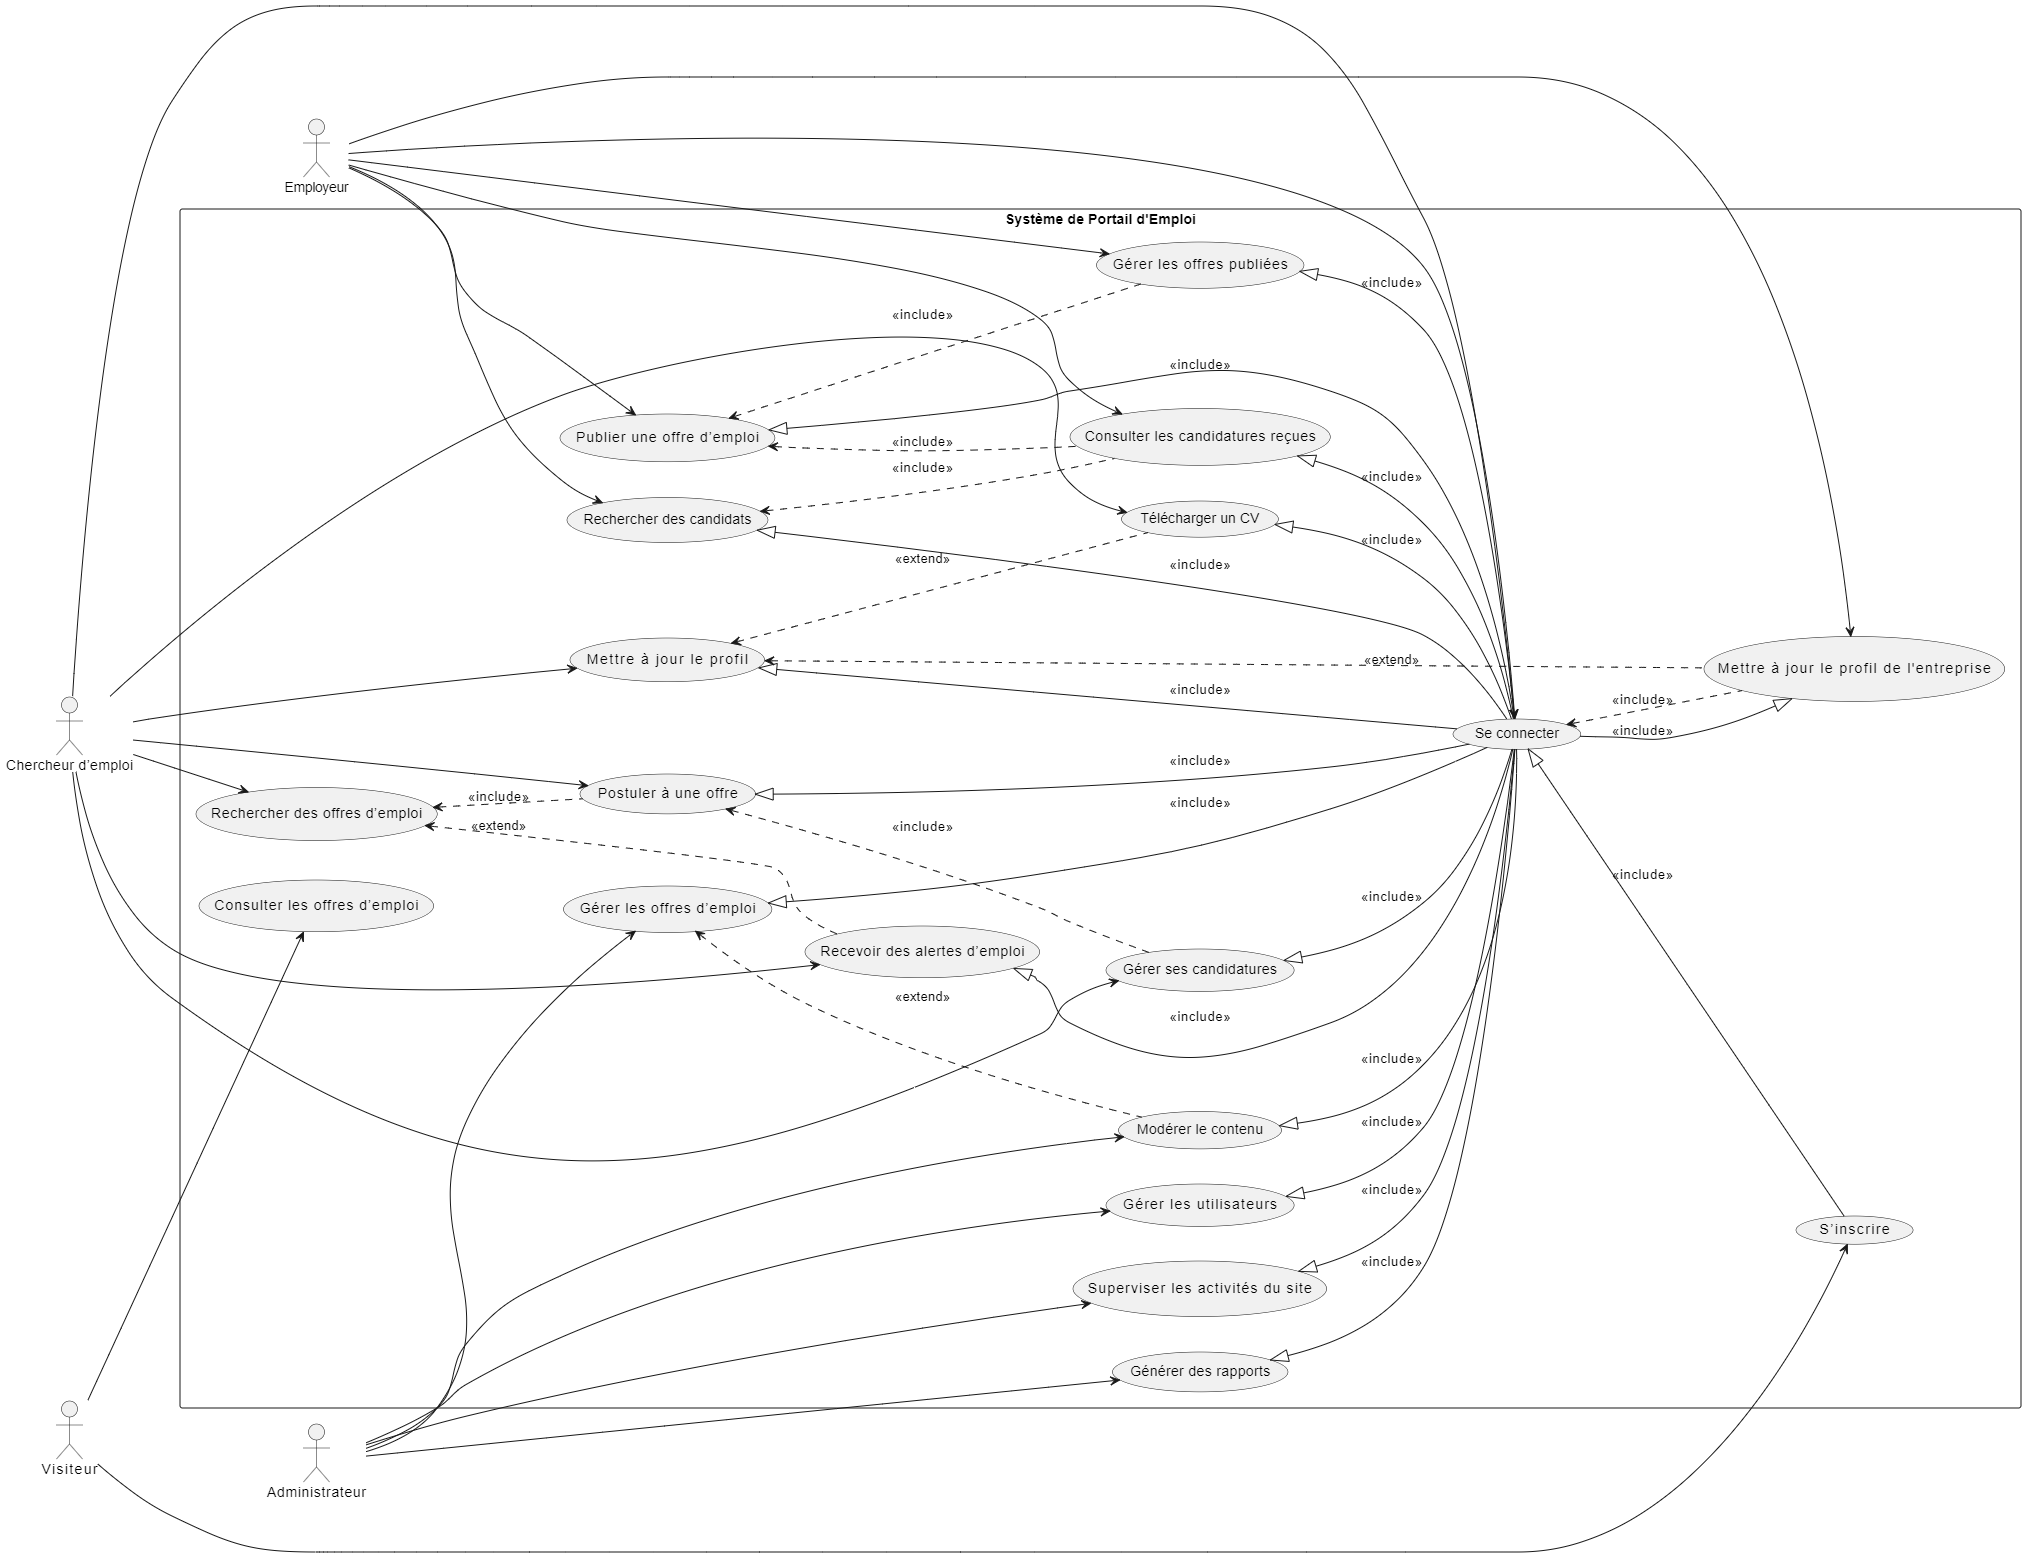 Employeur
Système de Portail d'Emploi
Gérer les offres publiées
«include»
«include»
«include»
Publier une offre d’emploi
Consulter les candidatures reçues
«include»
«include»
«include»
Rechercher des candidats
Télécharger un CV
«include»
«extend»
«include»
Mettre à jour le profil
«extend»
Mettre à jour le profil de l'entreprise
«include»
«include»
«include»
Se connecter
Chercheur d’emploi
«include»
Postuler à une offre
«include»
«include»
Rechercher des offres d’emploi
«extend»
«include»
«include»
Consulter les offres d’emploi
Gérer les offres d’emploi
«include»
Recevoir des alertes d’emploi
Gérer ses candidatures
«extend»
«include»
«include»
Modérer le contenu
«include»
«include»
Gérer les utilisateurs
S’inscrire
«include»
Superviser les activités du site
Générer des rapports
Visiteur
Administrateur